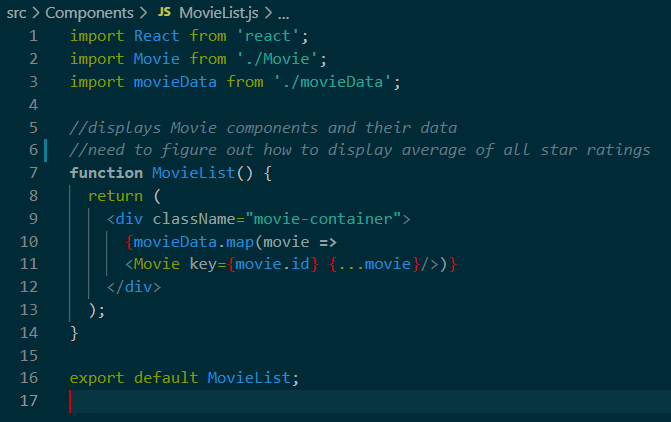 src > Components > JS MovieList.js > ...
1 import React from 'react';
2 import Movie from './Movie';
3 import movieData from './movieData';
4
5 //displays Movie components and their data
6 //need to figure out how to display average of all star ratings
7 function MovieList() {
8 return (
9 <div className="movie-container">
10 {movieData.map(movie =>
11 <Movie key={movie.id} {...movie}/>)}
12 </div>
13 );
14 }
15
16 export default MovieList;
17